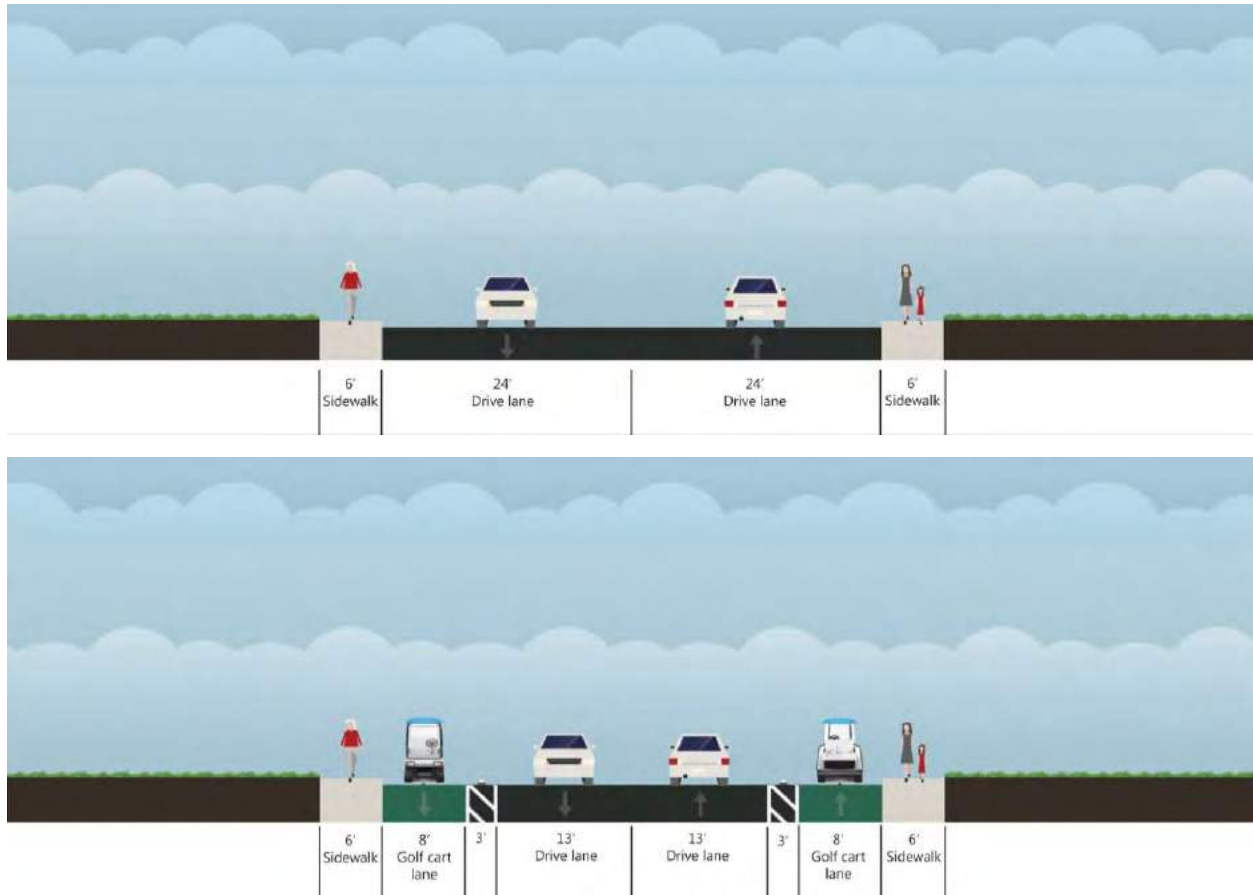 6'
Sidewalk
24'
Drive lane
24'
Drive lane
6'
Sidewalk
6'
Sidewalk
8'
Golf cart
lane
3'
13'
Drive lane
13'
Drive lane
3'
8'
Golf cart
lane
6'
Sidewalk